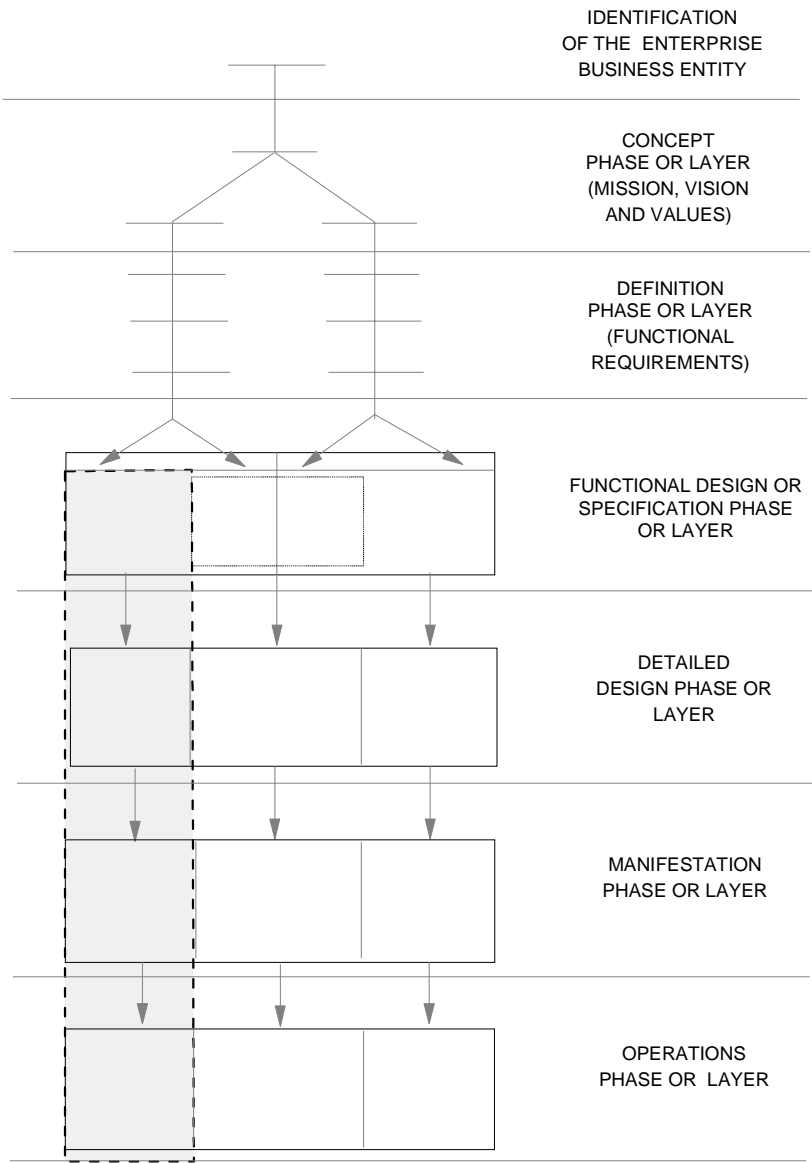 IDENTIFICATION
OF THE ENTERPRISE
BUSINESS ENTITY
CONCEPT
PHASE OR LAYER
(MISSION, VISION
AND VALUES)
DEFINITION
PHASE OR LAYER
(FUNCTIONAL
REQUIREMENTS)
FUNCTIONAL DESIGN OR
SPECIFICATION PHASE
OR LAYER
DETAILED
DESIGN PHASE OR
LAYER
MANIFESTATION
PHASE OR LAYER
OPERATIONS
PHASE OR LAYER